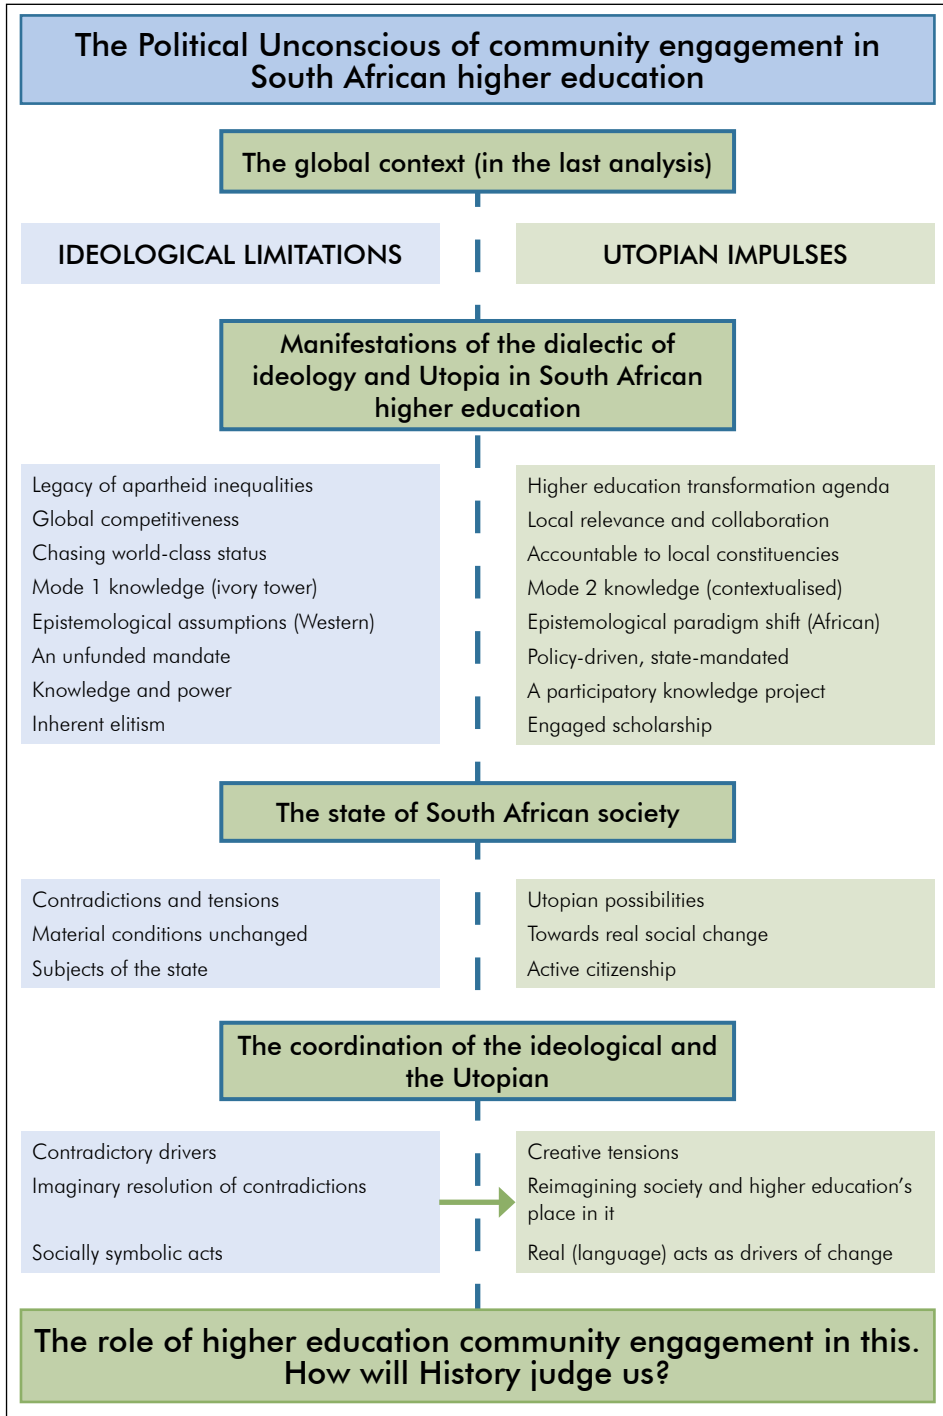 The Political Unconscious of community engagement in
South African higher education
The global context (in the last analysis)
IDEOLOGICAL LIMITATIONS
UTOPIAN IMPULSES
Manifestations of the dialectic of
ideology and Utopia in South African
higher education
Legacy of apartheid inequalities
Global competitiveness
Chasing world-class status
Mode 1 knowledge (ivory tower)
Epistemological assumptions (Western)
An unfunded mandate
Knowledge and power
Inherent elitism
Higher education transformation agenda
Local relevance and collaboration
Accountable to local constituencies
Mode 2 knowledge (contextualised)
Epistemological paradigm shift (African)
Policy-driven, state-mandated
A participatory knowledge project
Engaged scholarship
The state of South African society
Contradictions and tensions
Material conditions unchanged
Subjects of the state
Utopian possibilities
Towards real social change
Active citizenship
The coordination of the ideological and
the Utopian
Contradictory drivers
Imaginary resolution of contradictions
Socially symbolic acts
Creative tensions
Reimagining society and higher education's
place in it
Real (language) acts as drivers of change
The role of higher education community engagement in this.
How will History judge us?